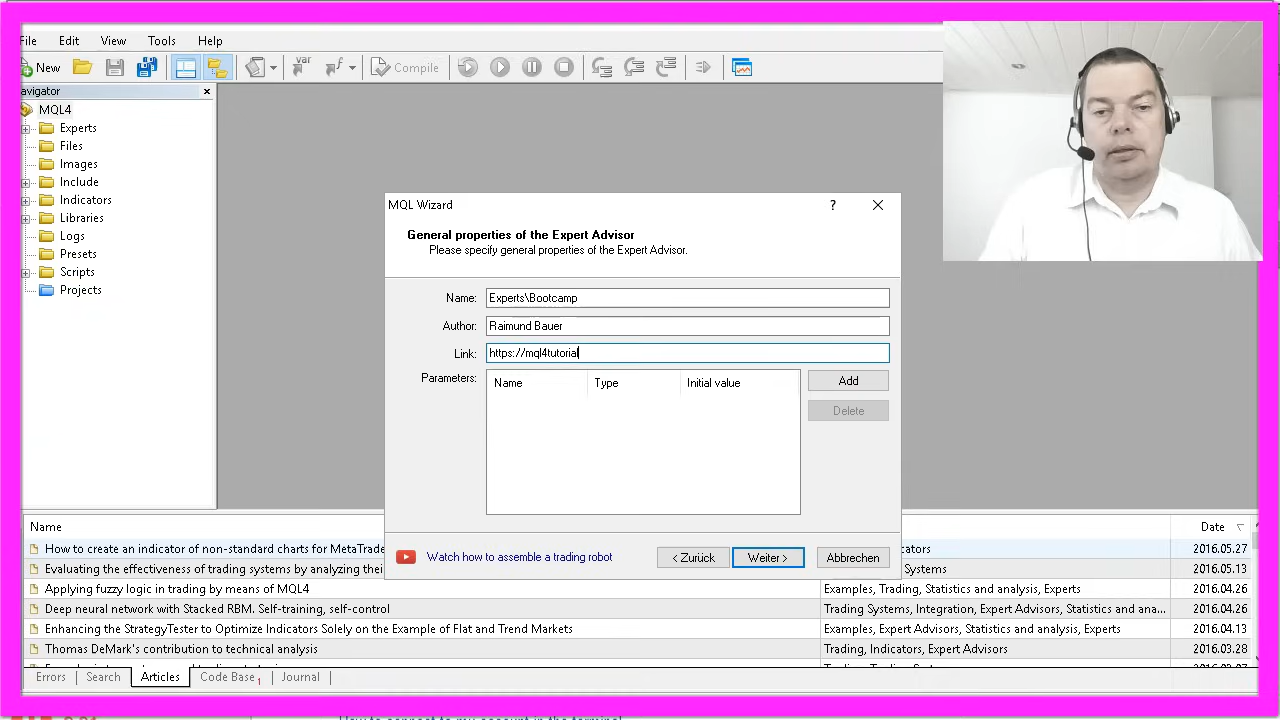 File Edit View Tools Help
New Compile
avigator
MQL4
Experts
Files
Images
Include
Indicators
Libraries
Logs
Presets
Scripts
Projects
MQL Wizard
General properties of the Expert Advisor
Please specify general properties of the Expert Advisor.
Name: Experts\Bootcamp
Author: Raimund Bauer
Link: https://mql4tutorial
Parameters: Name Type Initial value
Add
Delete
Watch how to assemble a trading robot
< Zurück Weiter > Abbrechen
Name Date
How to create an indicator of non-standard charts for MetaTrade cators 2016.05.27
Evaluating the effectiveness of trading systems by analyzing thei Systems 2016.05.13
Applying fuzzy logic in trading by means of MQL4 Examples, Trading, Statistics and analysis, Experts 2016.04.26
Deep neural network with Stacked RBM. Self-training, self-control Trading Systems, Integration, Expert Advisors, Statistics and ana... 2016.04.26
Enhancing the StrategyTester to Optimize Indicators Solely on the Example of Flat and Trend Markets Examples, Expert Advisors, Statistics and analysis, Experts 2016.04.13
Thomas DeMark's contribution to technical analysis Trading, Indicators, Expert Advisors 2016.03.28
Errors Search Articles Code Base 1 Journal